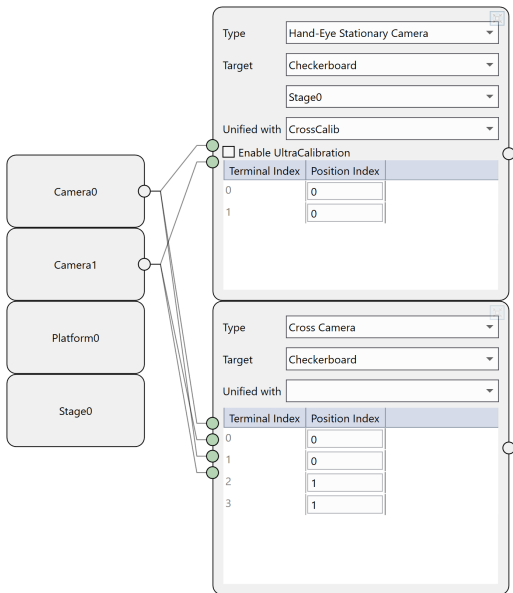 Type Hand-Eye Stationary Camera
Target Checkerboard
Stage0
Unified with CrossCalib
Enable UltraCalibration
Terminal Index Position Index
0 0
1 0
Camera0
Camera1
Platform0
Stage0
Type Cross Camera
Target Checkerboard
Unified with
Terminal Index Position Index
0 0
1 0
2 1
3 1